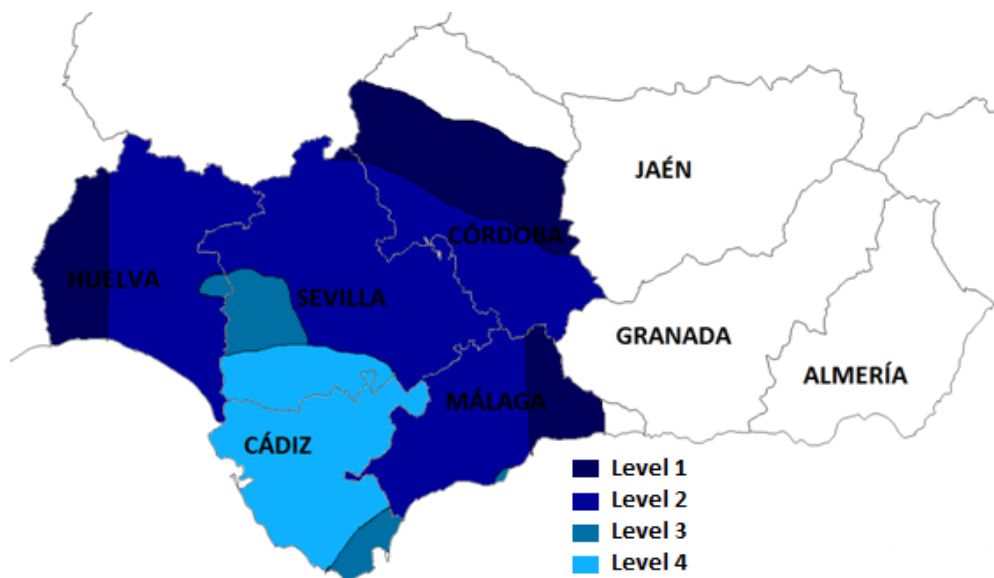 JAÉN
CÓRDOBA
HUELVA
SEVILLA
GRANADA
ALMERÍA
MÁLAGA
CÁDIZ
Level 1
Level 2
Level 3
Level 4